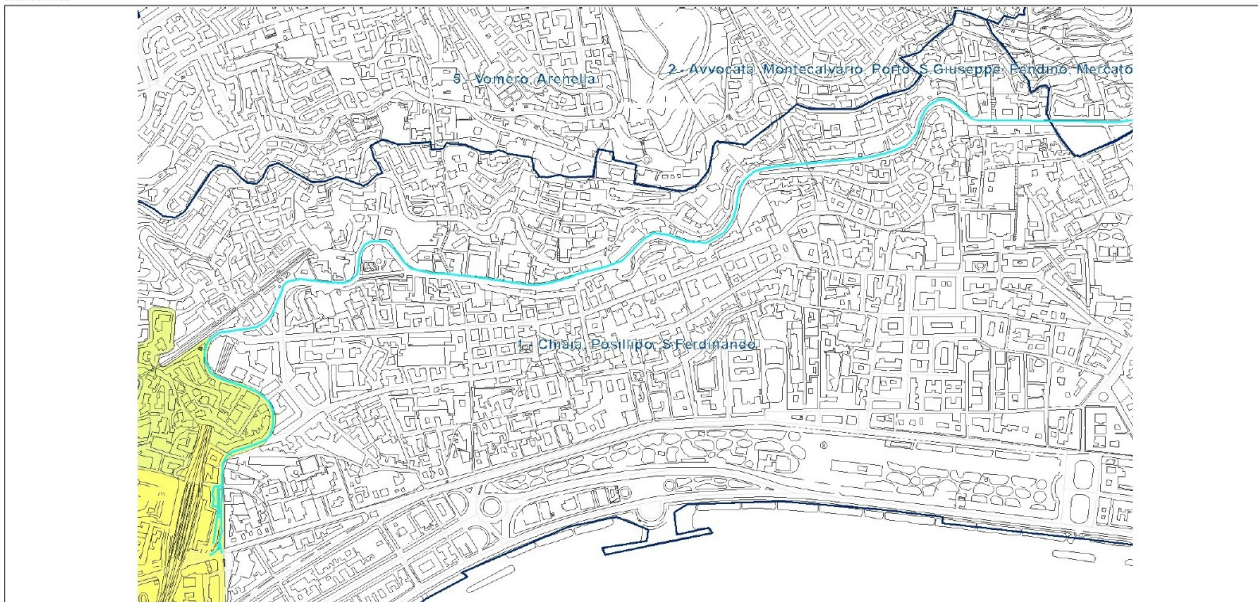 5 - Vomero, Arenella
2 - Avvocata, Montecalvario, Porto, S.Giuseppe, Pendino, Mercato
1 - Chiaia, Posillipo, S.Ferdinando